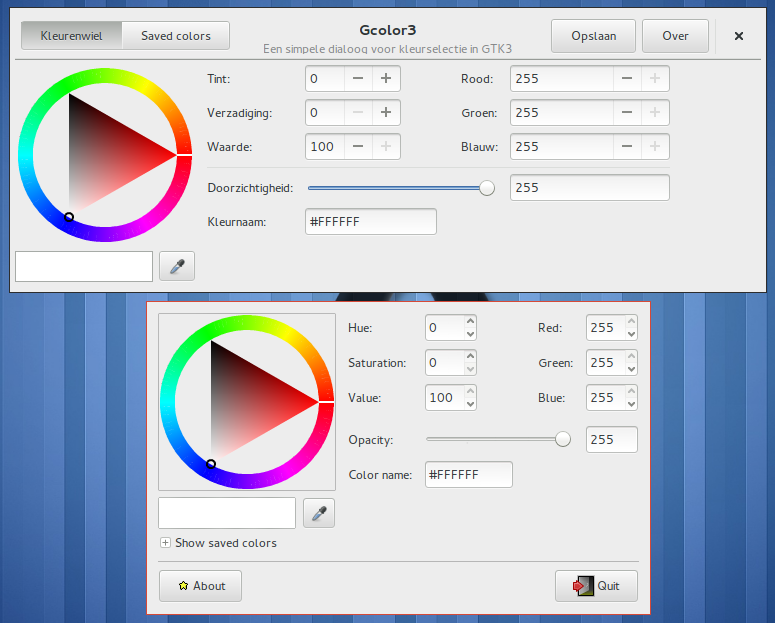 Kleurenwiel Saved colors Gcolor3 Opslaan Over
Een simpele dialoog voor kleurselectie in GTK3
Tint: 0 Rood: 255
Verzadiging: 0 Groen: 255
Waarde: 100 Blauw: 255
Doorzichtigheid: 255
Kleurnaam: #FFFFFF
Hue: 0 Red: 255
Saturation: 0 Green: 255
Value: 100 Blue: 255
Opacity: 255
Color name: #FFFFFF
Show saved colors
About Quit